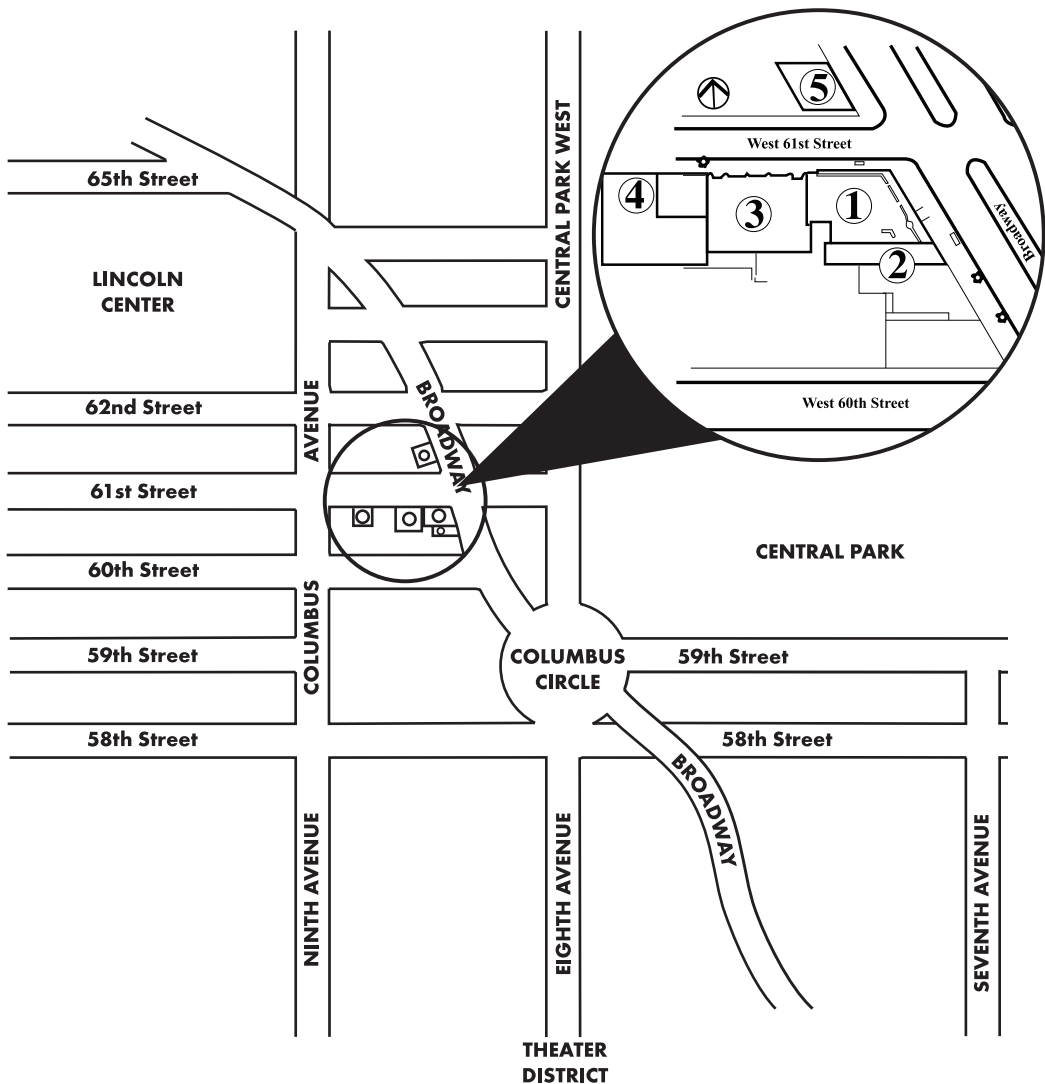 65th Street
LINCOLN
CENTER
62nd Street
61st Street
60th Street
59th Street
58th Street
AVENUE
COLUMBUS
NINTH AVENUE
BROADWAY
CENTRAL PARK WEST
5
West 61st Street
4
3
1
2
Broadway
West 60th Street
CENTRAL PARK
COLUMBUS
CIRCLE
59th Street
58th Street
BROADWAY
EIGHTH AVENUE
SEVENTH AVENUE
THEATER
DISTRICT